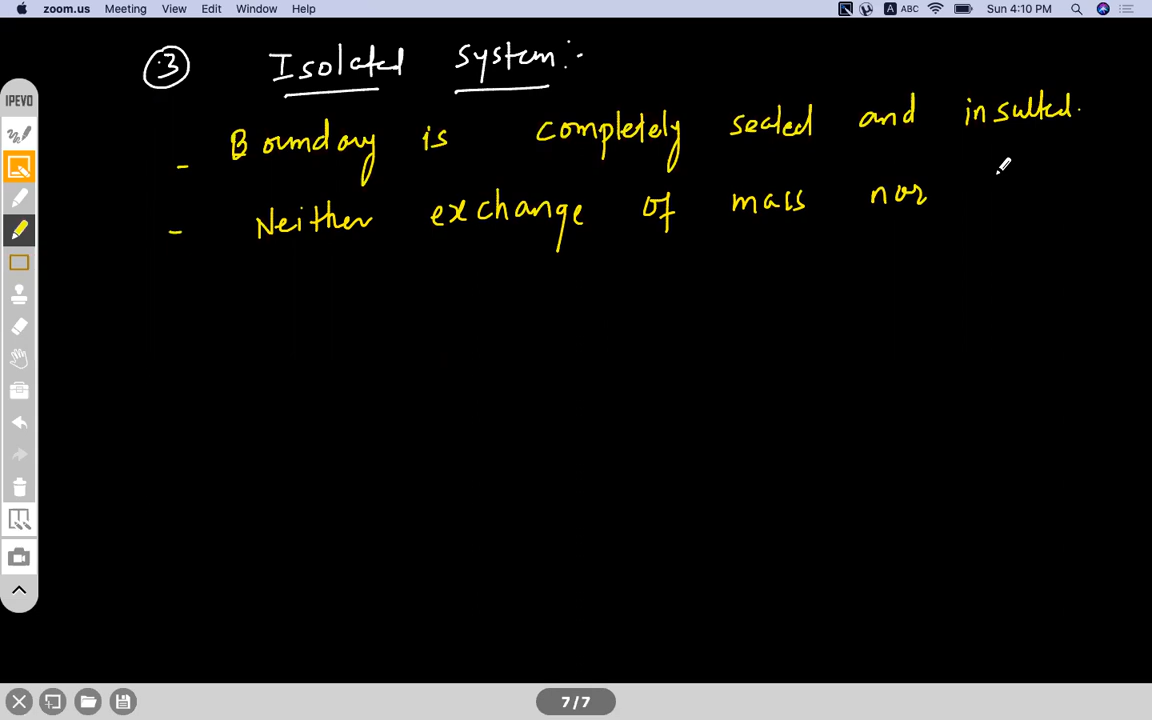 zoom.us Meeting View Edit Window Help ABC Sun 4:10 PM
③ Isolated system:-
- Boundary is completely sealed and insulted.
- Neither exchange of mass nor
IPEVO
7/7